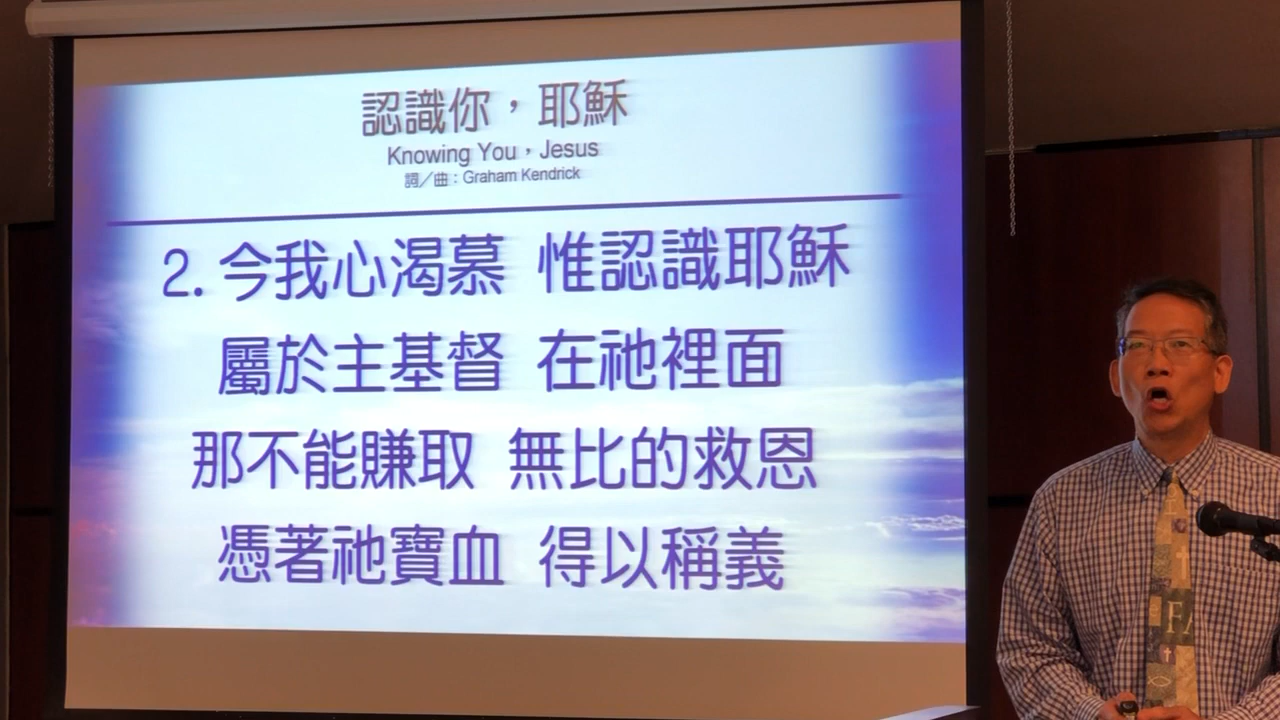 認識你，耶穌
Knowing You，Jesus
詞／曲：Graham Kendrick
2. 今我心渴慕 惟認識耶穌
屬於主基督 在祂裡面
那不能賺取 無比的救恩
憑著祂寶血 得以稱義
FA